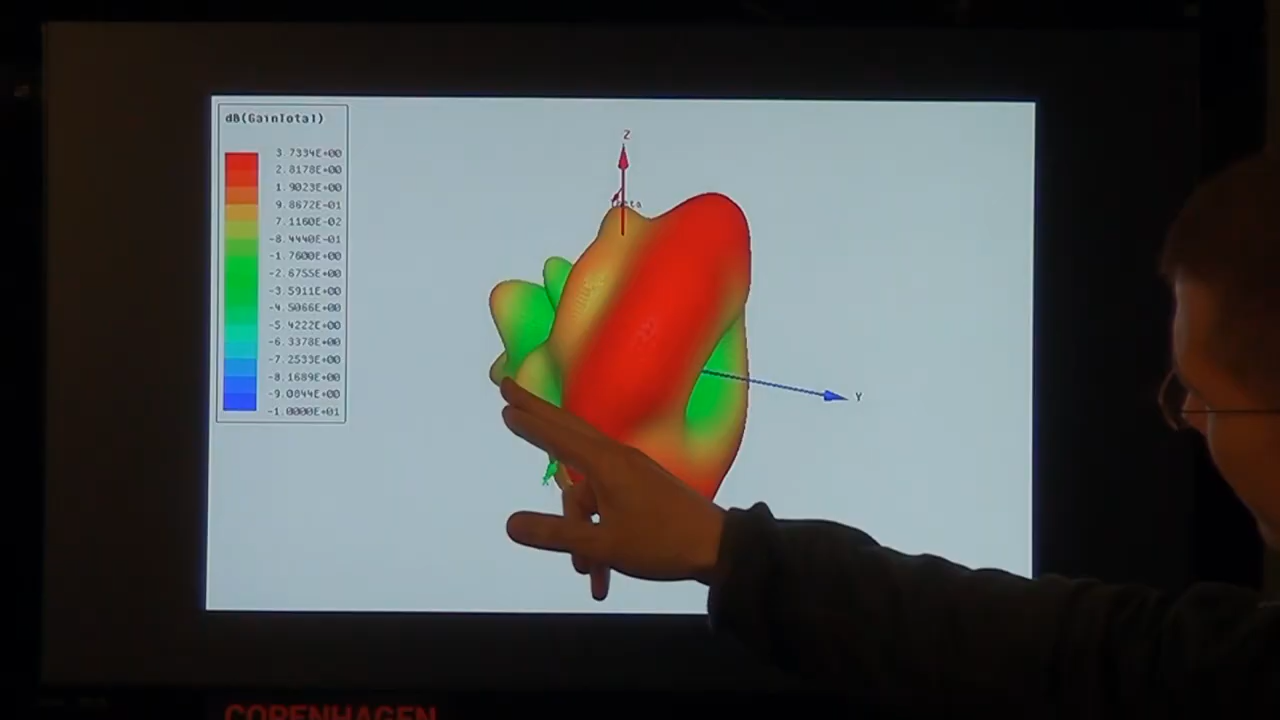 dB(GainTotal)
3.7334E+00
2.8178E+00
1.9023E+00
9.8672E-01
7.1160E-02
-8.4440E-01
-1.7600E+00
-2.6755E+00
-3.5911E+00
-4.5066E+00
-5.4222E+00
-6.3378E+00
-7.2533E+00
-8.1689E+00
-9.0844E+00
-1.0000E+01
Z
Y
X
COPENHAGEN